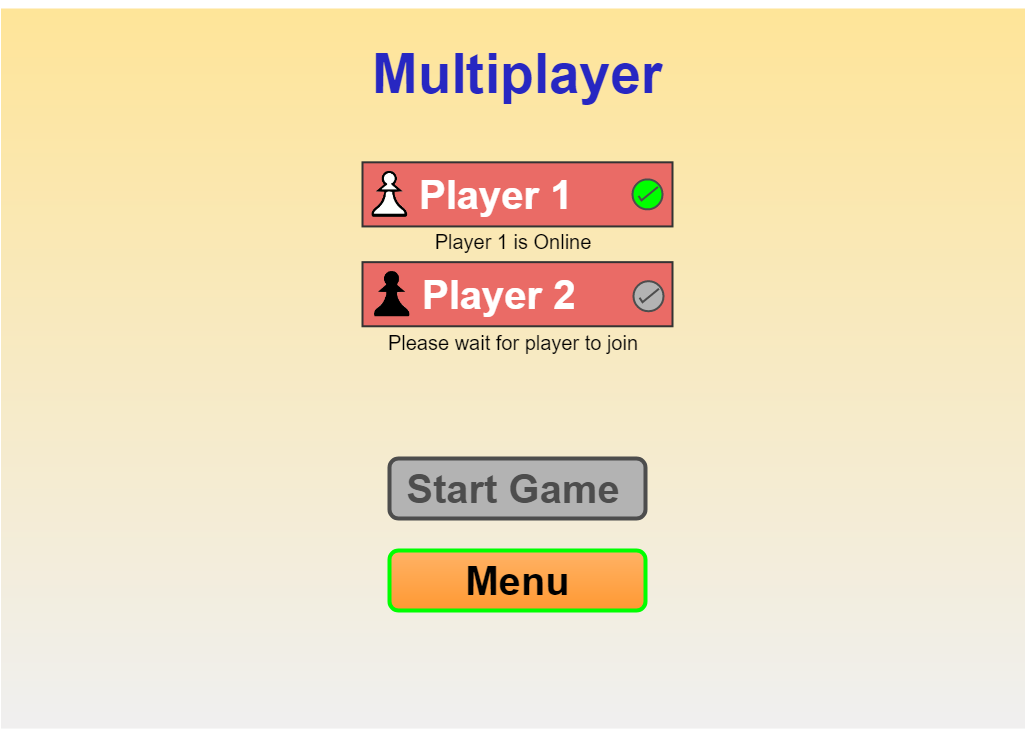 Multiplayer
Player 1
Player 1 is Online
Player 2
Please wait for player to join
Start Game
Menu